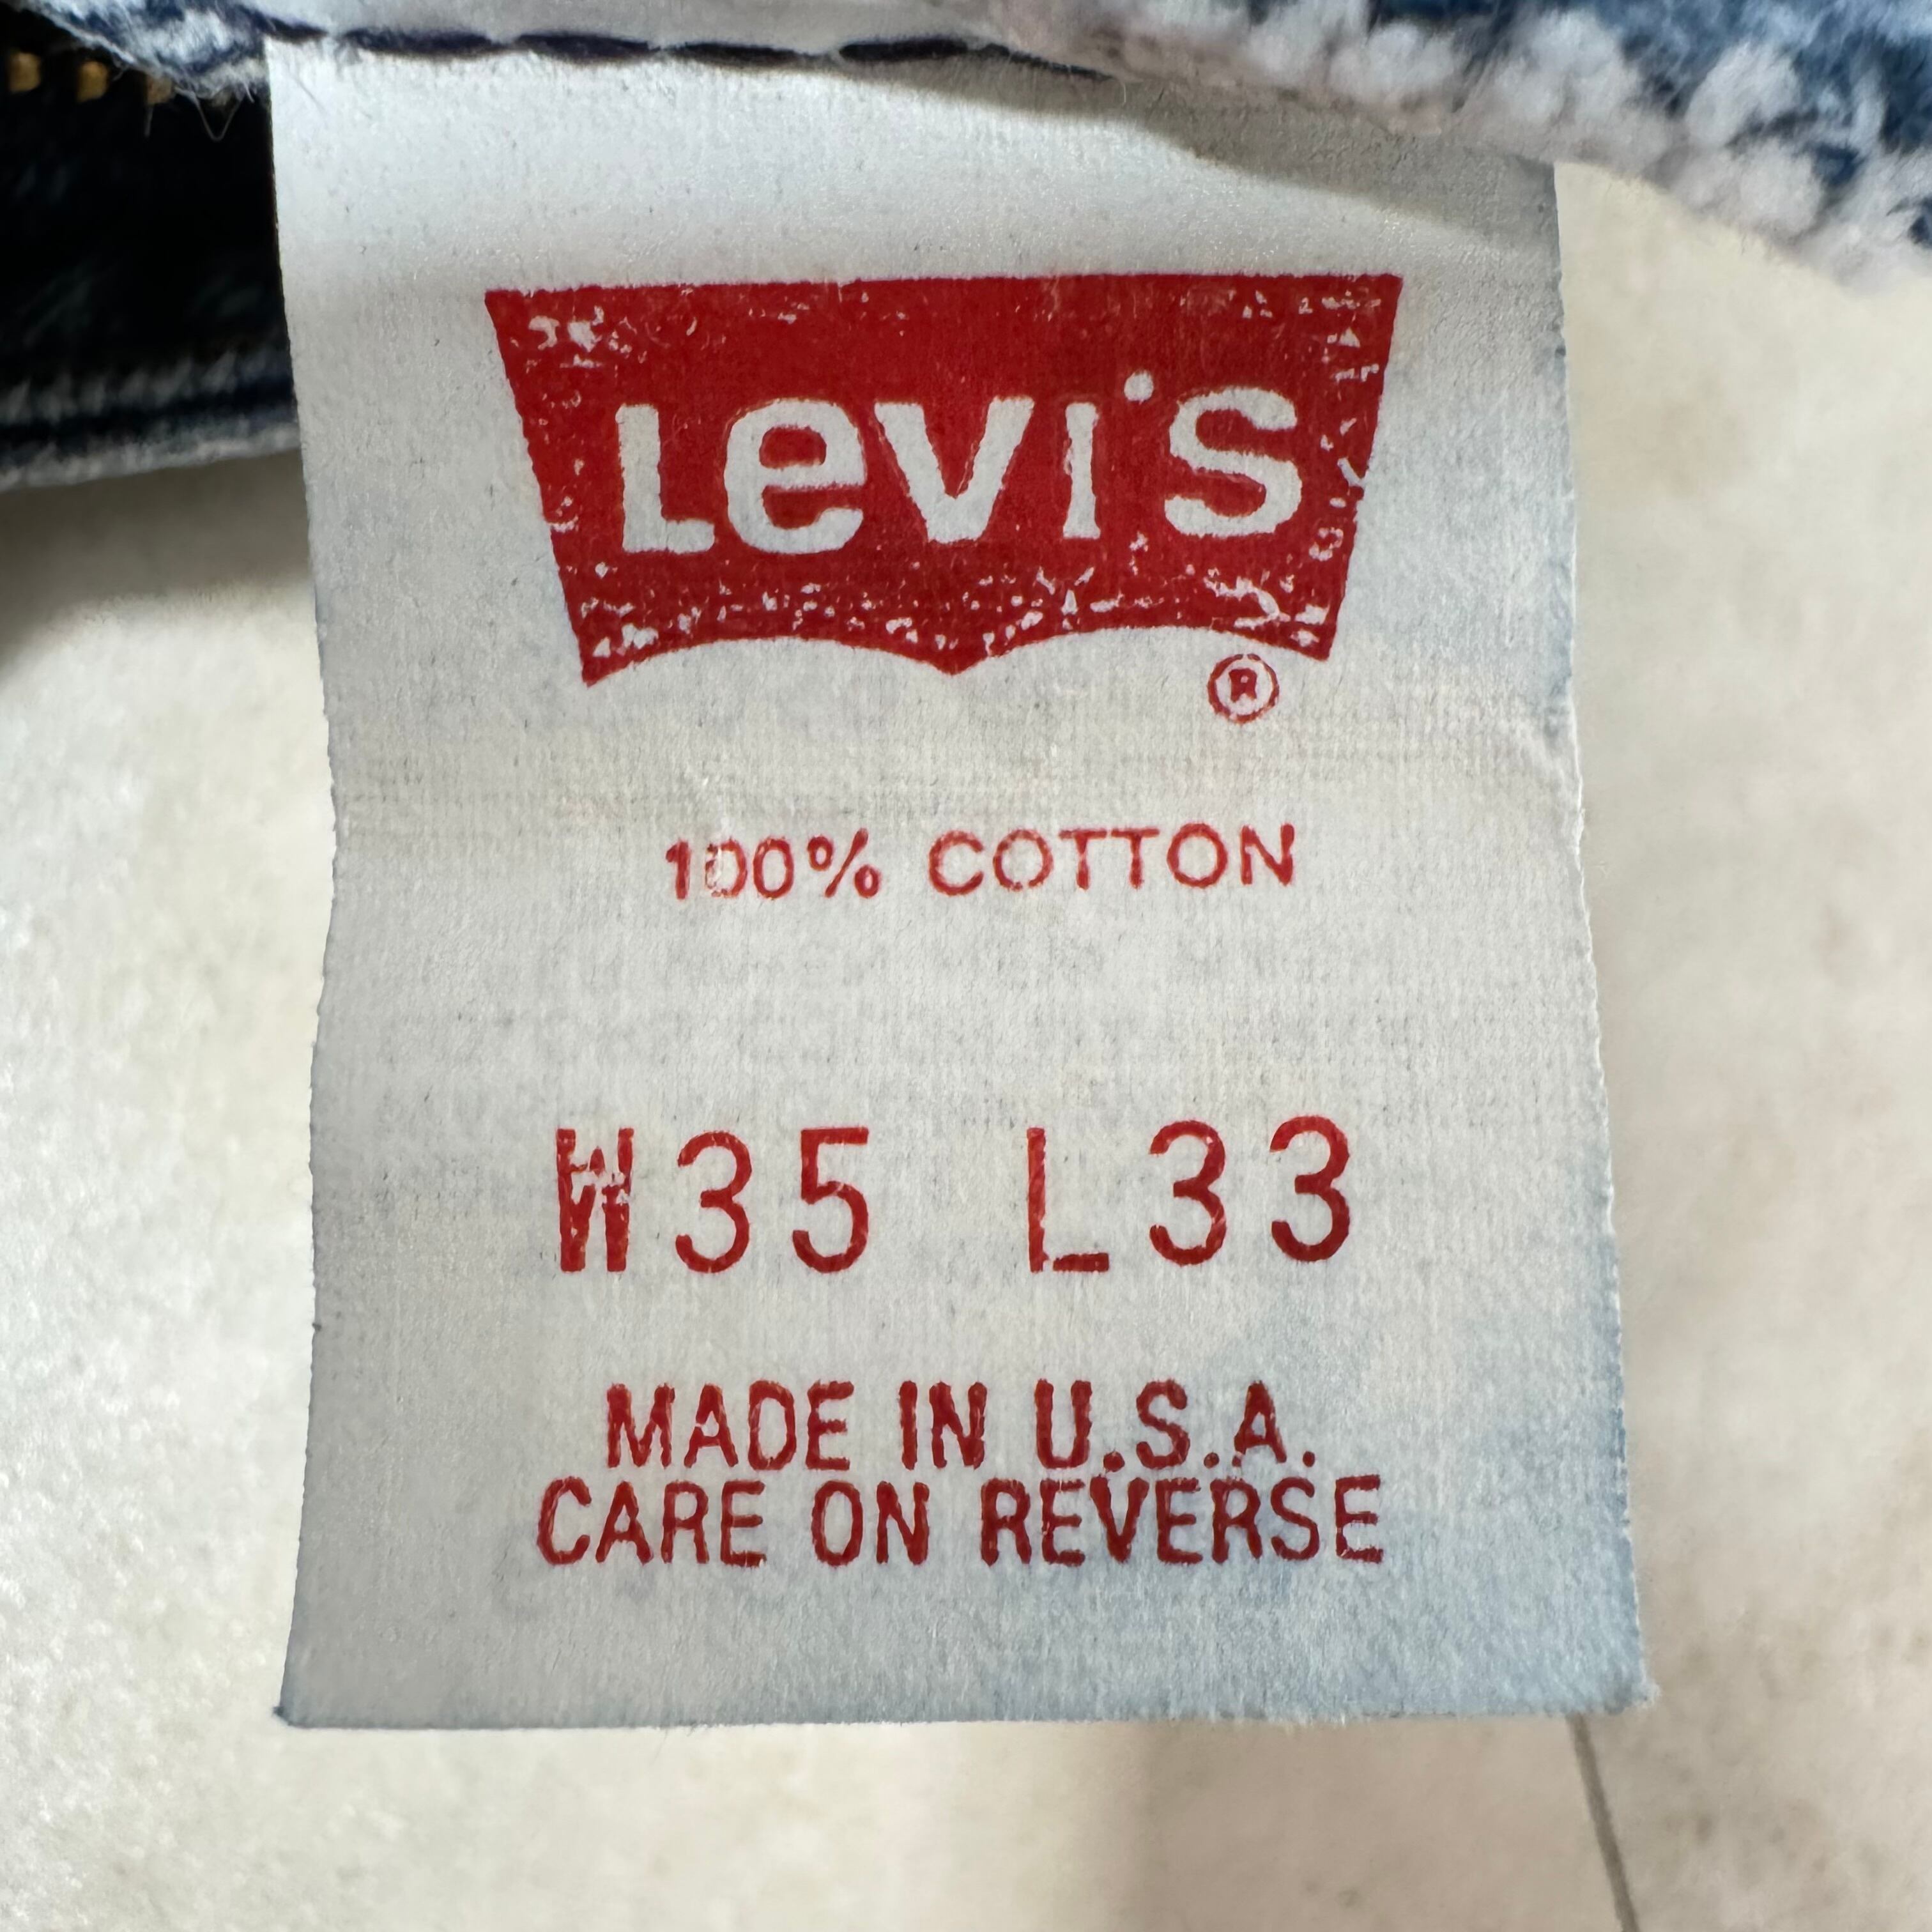 Levi's
®
100% COTTON
W35 L33
MADE IN U.S.A.
CARE ON REVERSE